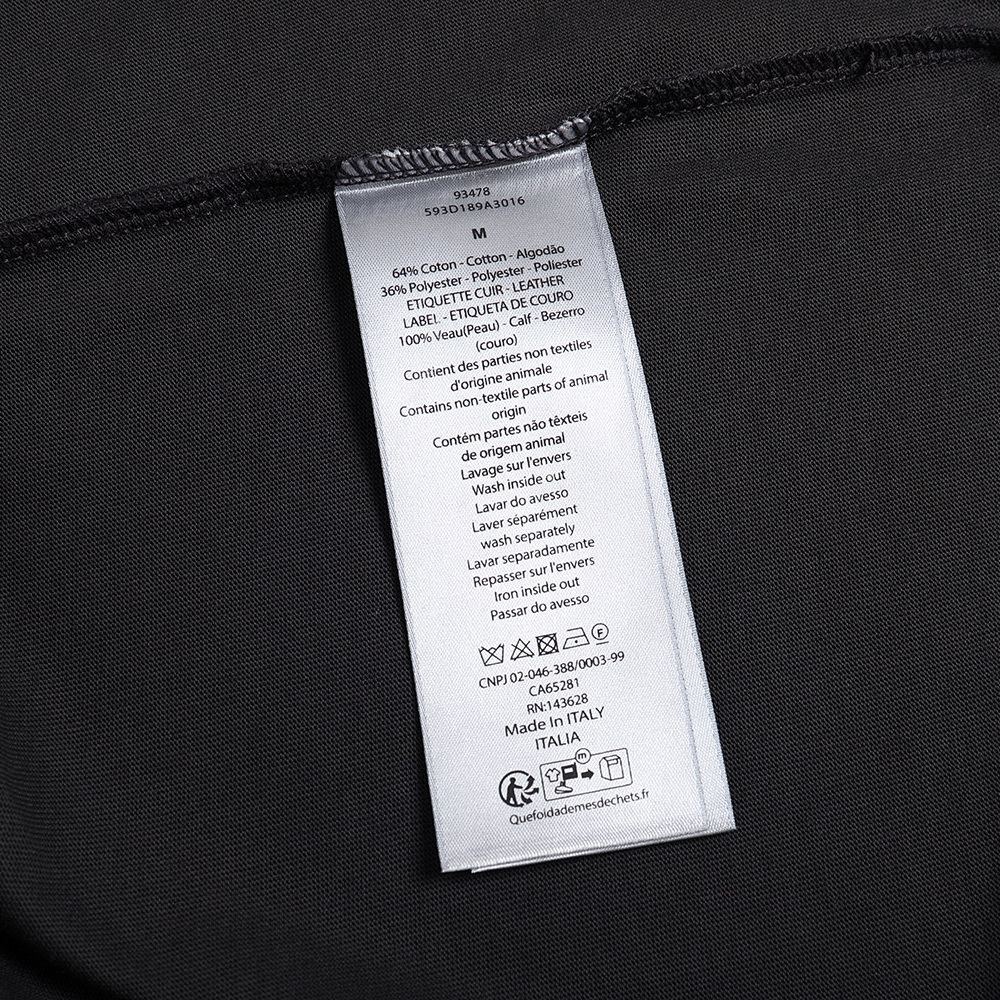 93478
593D189A3016
M
64% Coton - Cotton - Algodão
36% Polyester - Polyester - Poliester
ETIQUETTE CUIR - LEATHER
LABEL - ETIQUETA DE COURO
100% Veau(Peau) - Calf - Bezerro
(couro)
Contient des parties non textiles
d'origine animale
Contains non-textile parts of animal
origin
Contém partes não têxteis
de origem animal
Lavage sur l'envers
Wash inside out
Lavar do avesso
Laver séparément
wash separately
Lavar separadamente
Repasser sur l'envers
Iron inside out
Passar do avesso
F
CNPJ 02-046-388/0003-99
CA65281
RN:143628
Made In ITALY
ITALIA
m
Quefoidademesdechets.fr